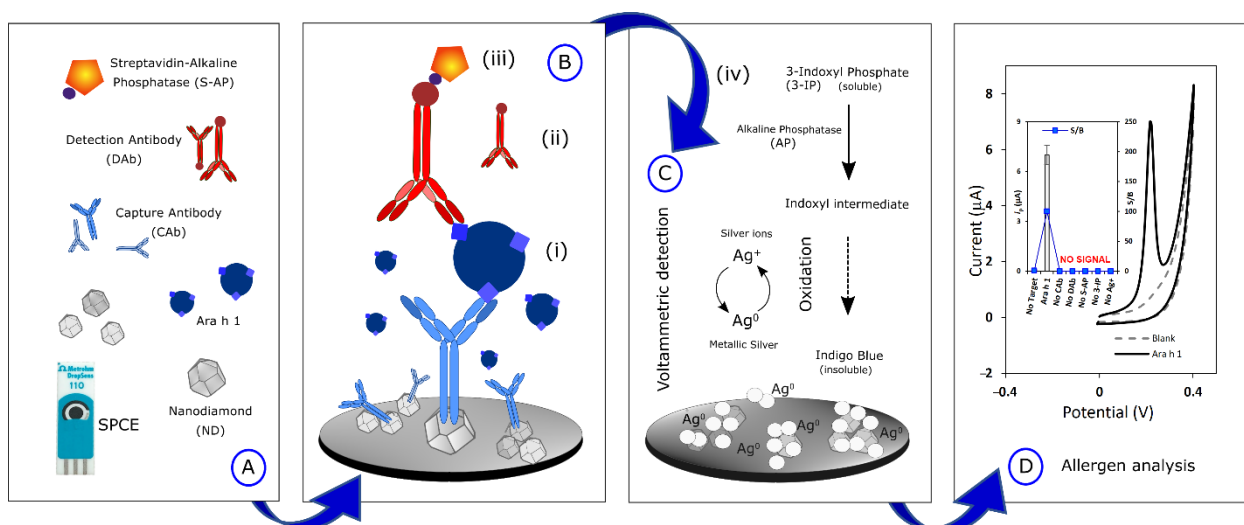 Streptavidin-Alkaline
Phosphatase (S-AP)
Detection Antibody
(DAb)
Capture Antibody
(CAb)
Ara h 1
Ω Metrohm
DropSens
110
SPCE
Nanodiamond
(ND)
A
(iii)
B
(ii)
(i)
(iv)
3-Indoxyl Phosphate
(3-IP) (soluble)
Alkaline Phosphatase
(AP)
C
Indoxyl intermediate
Silver ions
Ag⁺
Ag⁰
Metallic Silver
Oxidation
Voltammetric detection
Indigo Blue
(insoluble)
Ag⁰
Ag⁰
Ag⁰
Ag⁰
Ag⁰
Ag⁰
Current (µA)
8
6
4
2
0
−2
−0.4
0
0.4
Potential (V)
Blank
Ara h 1
S/B
iₚ (µA)
9
6
3
0
250
200
150
100
50
0
S/B
NO SIGNAL
No Target
Ara h 1
No CAb
No DAb
No S-AP
No 3-IP
No Ag+
D
Allergen analysis